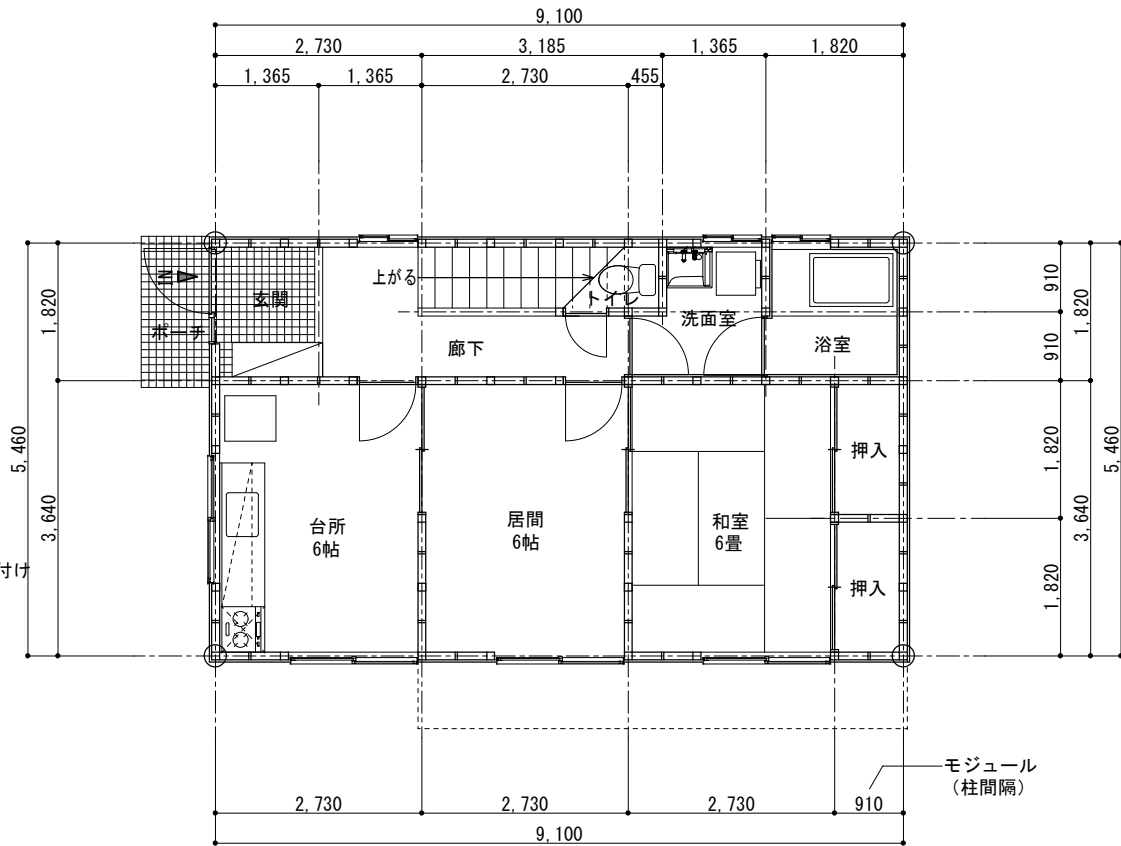 9,100
2,730
3,185
1,365
1,820
1,365
1,365
2,730
455
上がる
IN
玄関
トイレ
洗面室
ポーチ
廊下
浴室
1,820
5,460
3,640
910
910
1,820
1,820
1,820
3,640
5,460
押入
台所
6帖
居間
6帖
和室
6畳
押入
付け
モジュール
(柱間隔)
2,730
2,730
2,730
910
9,100